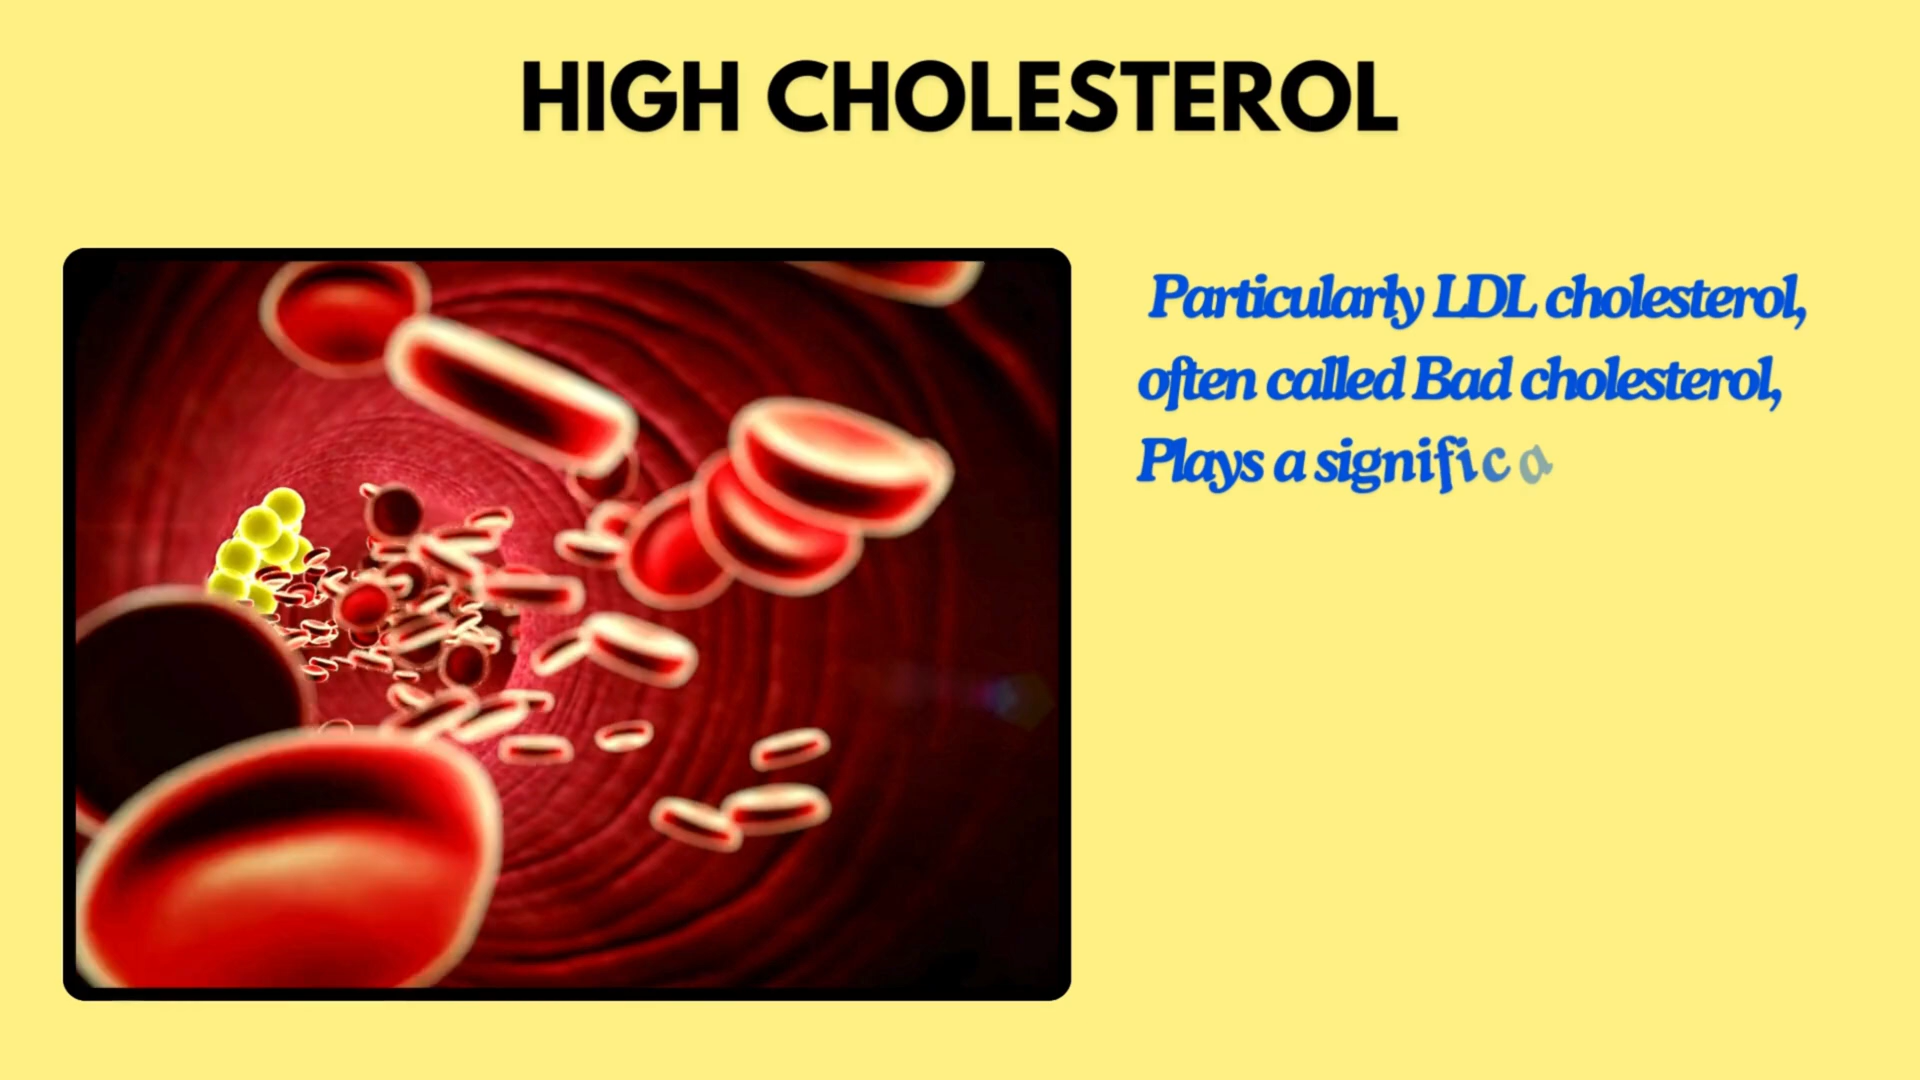 HIGH CHOLESTEROL
Particularly LDL cholesterol,
often called Bad cholesterol,
Plays a significa